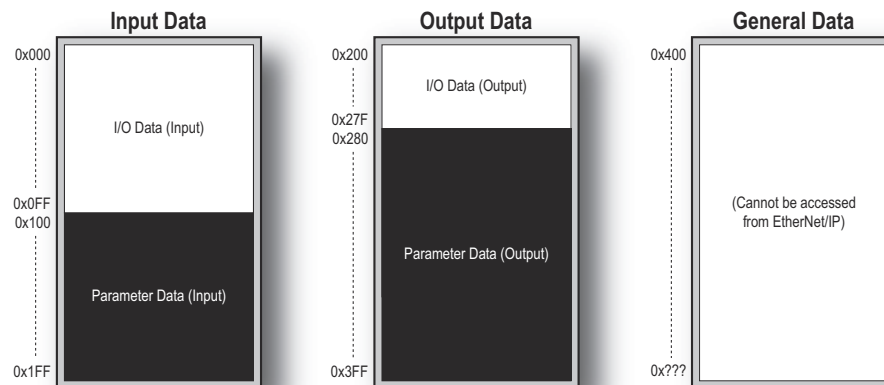 Input Data
0x000
I/O Data (Input)
0x0FF
0x100
Parameter Data (Input)
0x1FF
Output Data
0x200
I/O Data (Output)
0x27F
0x280
Parameter Data (Output)
0x3FF
General Data
0x400
(Cannot be accessed
from EtherNet/IP)
0x???